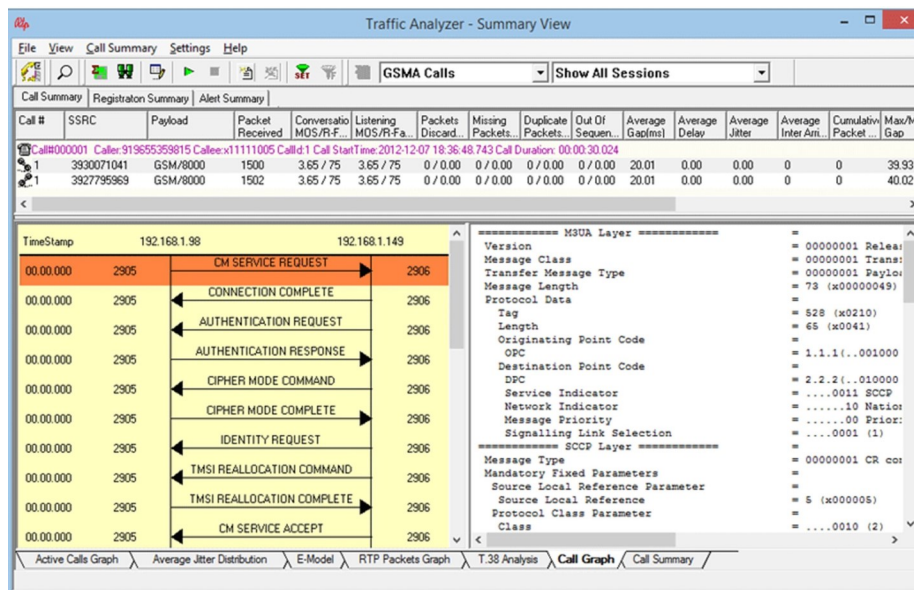 Traffic Analyzer - Summary View
File View Call Summary Settings Help
SET GSMA Calls Show All Sessions
Call Summary Registraton Summary Alert Summary
Call # SSRC Payload Packet Received Conversatio MOS/R-F... Listening MOS/R-Fa... Packets Discard... Missing Packets... Duplicate Packets... Out Of Sequen... Average Gap(ms) Average Delay Average Jitter Average Inter Arri... Cumulativ Packet ... Max/M Gap
Call#000001 Caller:919655359815 Callee:x11111005 CallId:1 Call StartTime:2012-12-07 18:36:48.743 Call Duration: 00:00:30.024
1 3930071041 GSM/8000 1500 3.65 / 75 3.65 / 75 0 / 0.00 0 / 0.00 0 / 0.00 0 / 0.00 20.01 0.00 0.00 0 0 39.93
1 3927795969 GSM/8000 1502 3.65 / 75 3.65 / 75 0 / 0.00 0 / 0.00 0 / 0.00 0 / 0.00 20.01 0.00 0.00 0 0 40.02
TimeStamp 192.168.1.98 192.168.1.149
00.00.000 2905 CM SERVICE REQUEST 2906
00.00.000 2905 CONNECTION COMPLETE 2906
00.00.000 2905 AUTHENTICATION REQUEST 2906
00.00.000 2905 AUTHENTICATION RESPONSE 2906
00.00.000 2905 CIPHER MODE COMMAND 2906
00.00.000 2905 CIPHER MODE COMPLETE 2906
00.00.000 2905 IDENTITY REQUEST 2906
00.00.000 2905 TMSI REALLOCATION COMMAND 2906
00.00.000 2905 TMSI REALLOCATION COMPLETE 2906
00.00.000 2905 CM SERVICE ACCEPT 2906
============ M3UA Layer ============ =
Version = 00000001 Releas
Message Class = 00000001 Trans:
Transfer Message Type = 00000001 Paylo
Message Length = 73 (x00000049)
Protocol Data =
Tag = 528 (x0210)
Length = 65 (x0041)
Originating Point Code =
OPC = 1.1.1(..001000
Destination Point Code =
DPC = 2.2.2(..010000
Service Indicator = ....0011 SCCP
Network Indicator = ......10 Nation
Message Priority = ......00 Prior:
Signalling Link Selection = ....0001 (1)
============ SCCP Layer ============ =
Message Type = 00000001 CR con
Mandatory Fixed Parameters =
Source Local Reference Parameter =
Source Local Reference = 5 (x000005)
Protocol Class Parameter =
Class = ....0010 (2)
Active Calls Graph Average Jitter Distribution E-Model RTP Packets Graph T.38 Analysis Call Graph Call Summary